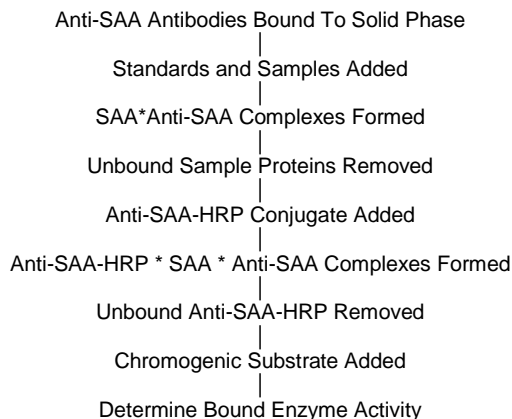 Anti-SAA Antibodies Bound To Solid Phase
Standards and Samples Added
SAA*Anti-SAA Complexes Formed
Unbound Sample Proteins Removed
Anti-SAA-HRP Conjugate Added
Anti-SAA-HRP * SAA * Anti-SAA Complexes Formed
Unbound Anti-SAA-HRP Removed
Chromogenic Substrate Added
Determine Bound Enzyme Activity